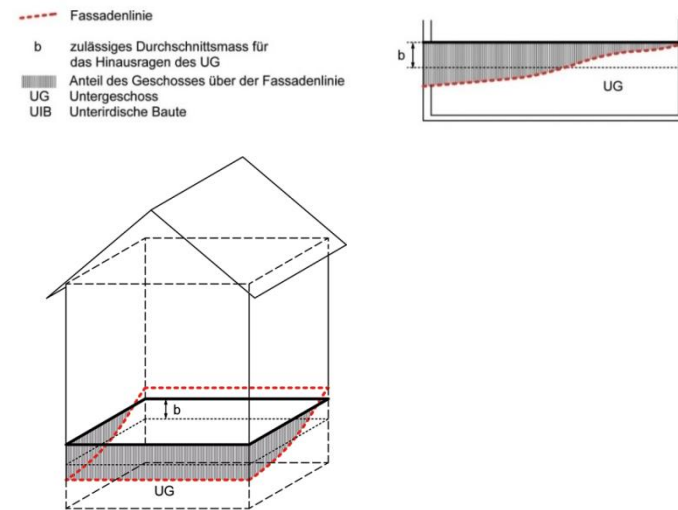 Fassadenlinie
b zulässiges Durchschnittsmass für
das Hinausragen des UG
Anteil des Geschosses über der Fassadenlinie
UG Untergeschoss
UIB Unterirdische Baute
b
UG
b
UG